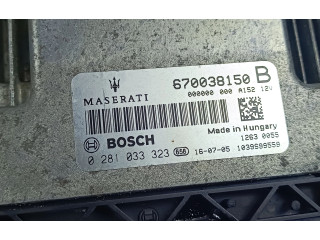 MASERATI 670038150 B
000000 000 A152 12V
BOSCH Made in Hungary
1263 0055
0 281 033 323 656 16-07-05 1039S99559